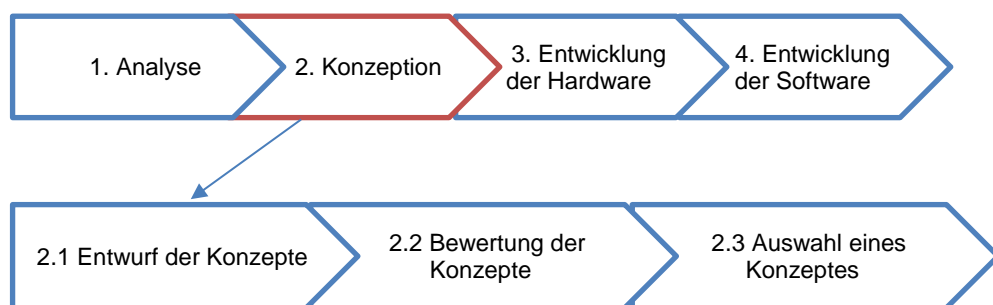 1. Analyse
2. Konzeption
3. Entwicklung
der Hardware
4. Entwicklung
der Software
2.1 Entwurf der Konzepte
2.2 Bewertung der
Konzepte
2.3 Auswahl eines
Konzeptes